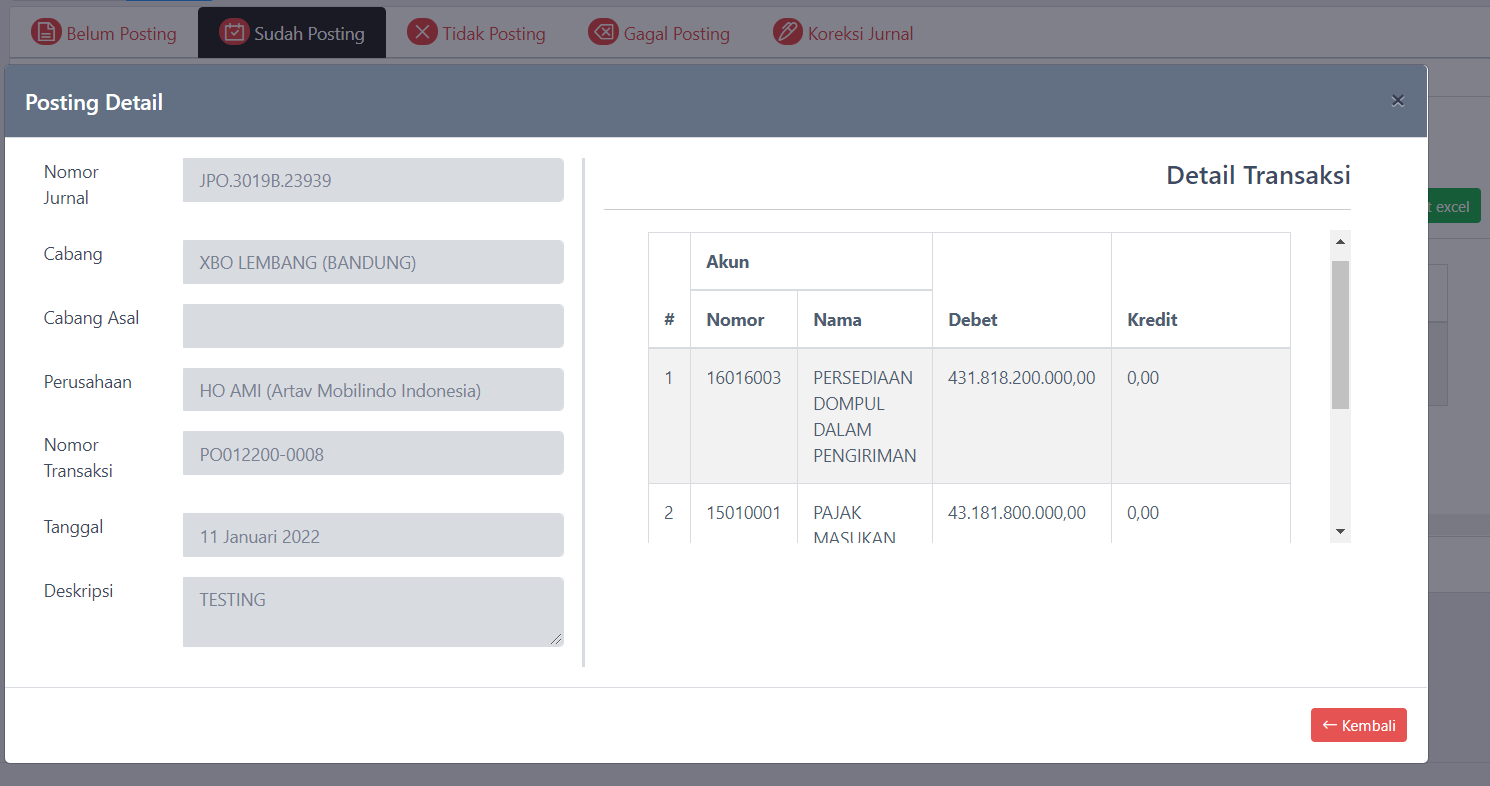 Belum Posting
Sudah Posting
Tidak Posting
Gagal Posting
Koreksi Jurnal
Posting Detail
×
Nomor
Jurnal
JPO.3019B.23939
Cabang
XBO LEMBANG (BANDUNG)
Cabang Asal
Perusahaan
HO AMI (Artav Mobilindo Indonesia)
Nomor
Transaksi
PO012200-0008
Tanggal
11 Januari 2022
Deskripsi
TESTING
Detail Transaksi
Akun
# Nomor Nama Debet Kredit
1 16016003 PERSEDIAAN 431.818.200.000,00 0,00
DOMPUL
DALAM
PENGIRIMAN
2 15010001 PAJAK 43.181.800.000,00 0,00
MASUKAN
t excel
← Kembali